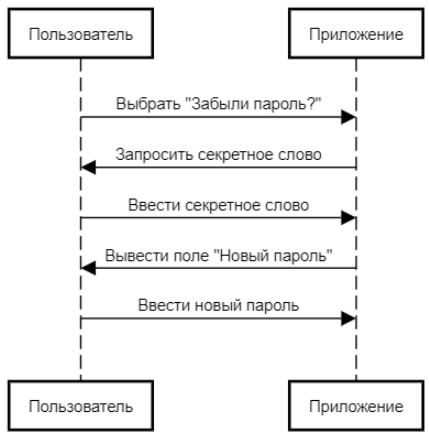 Пользователь
Приложение
Выбрать "Забыли пароль?"
Запросить секретное слово
Ввести секретное слово
Вывести поле "Новый пароль"
Ввести новый пароль
Пользователь
Приложение